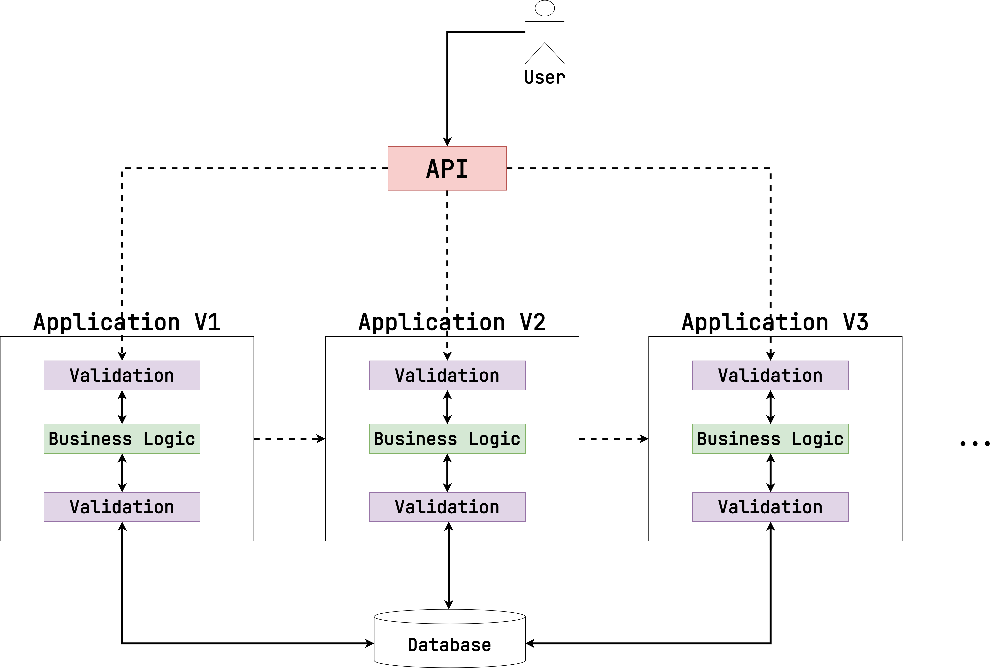 User
API
Application V1
Application V2
Application V3
Validation
Validation
Validation
Business Logic
Business Logic
Business Logic
...
Validation
Validation
Validation
Database